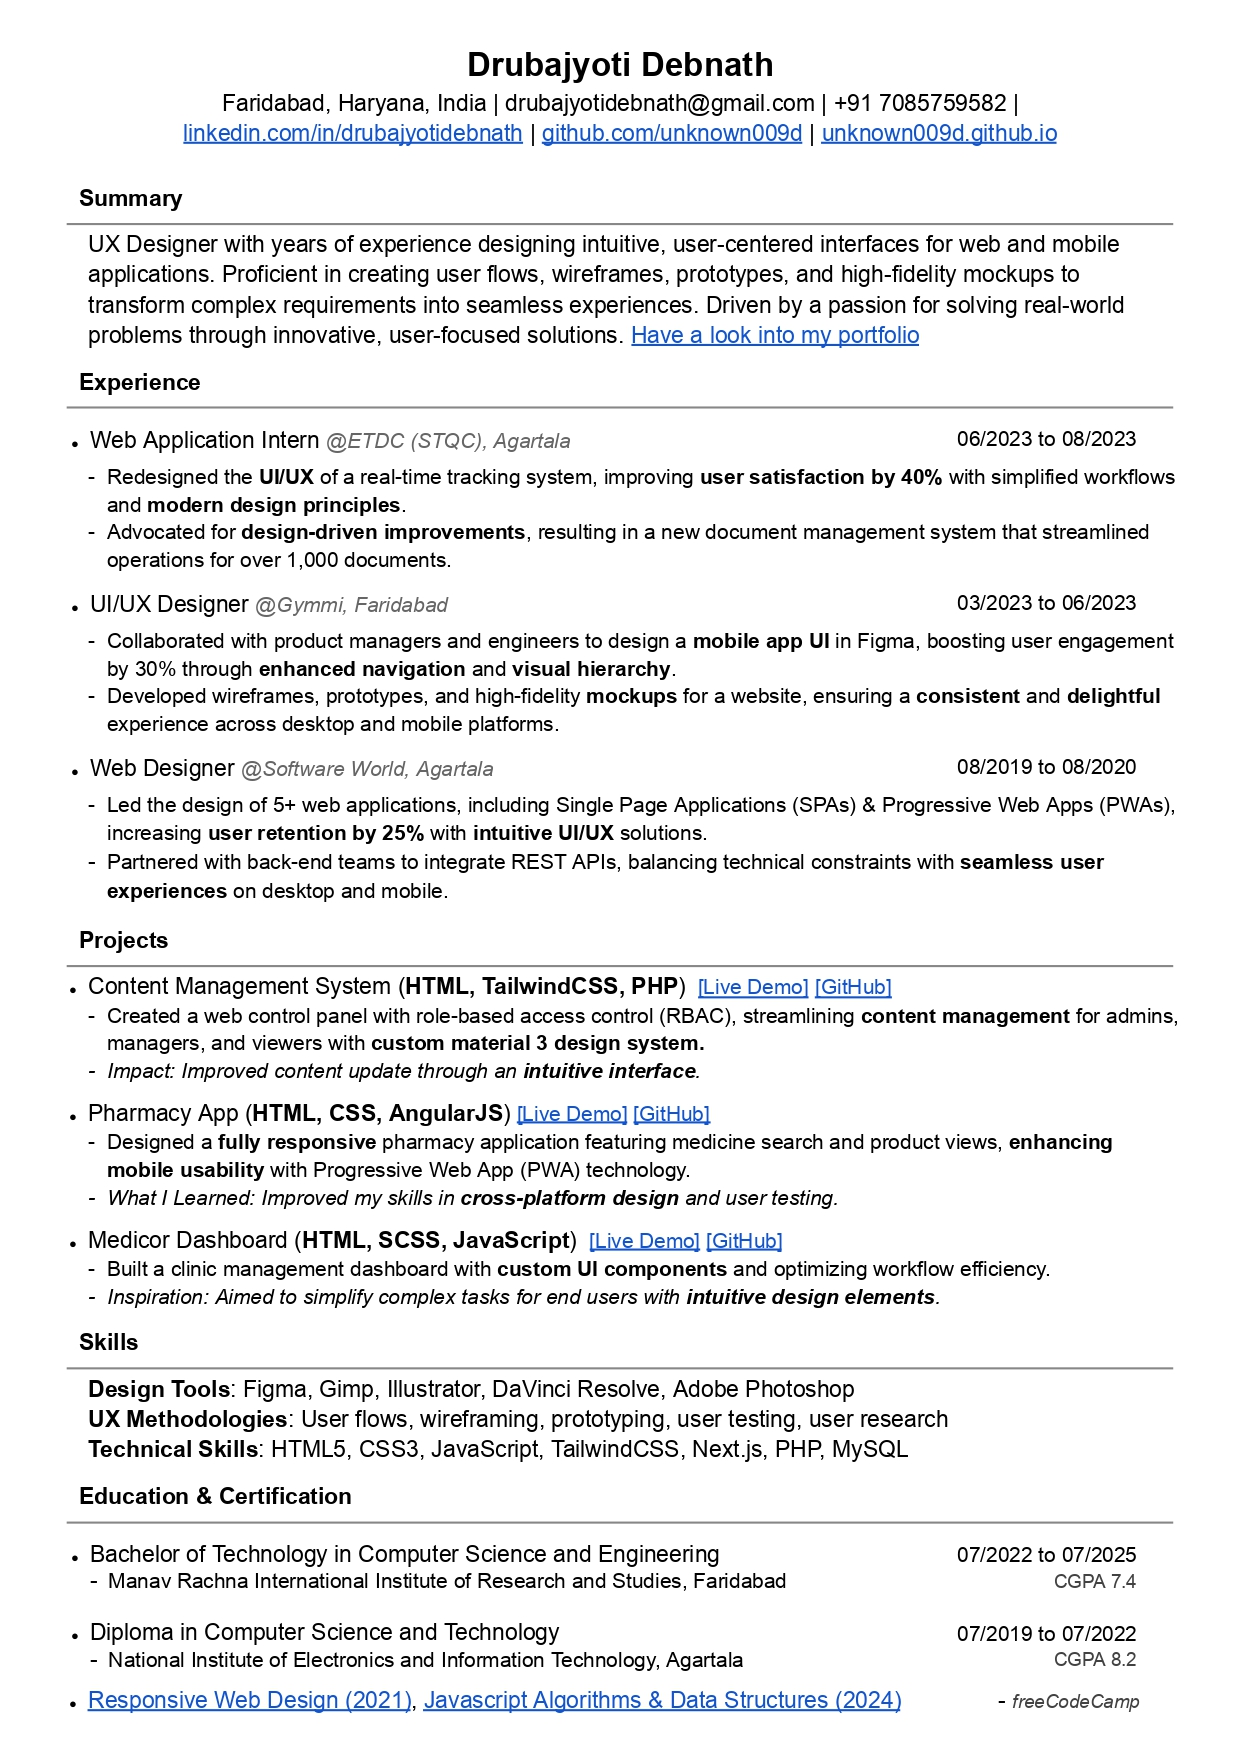 Drubajyoti Debnath
Faridabad, Haryana, India | drubajyotidebnath@gmail.com | +91 7085759582 |
linkedin.com/in/drubajyotidebnath | github.com/unknown009d | unknown009d.github.io
Summary
UX Designer with years of experience designing intuitive, user-centered interfaces for web and mobile
applications. Proficient in creating user flows, wireframes, prototypes, and high-fidelity mockups to
transform complex requirements into seamless experiences. Driven by a passion for solving real-world
problems through innovative, user-focused solutions. Have a look into my portfolio
Experience
• Web Application Intern @ETDC (STQC), Agartala 06/2023 to 08/2023
- Redesigned the UI/UX of a real-time tracking system, improving user satisfaction by 40% with simplified workflows
and modern design principles.
- Advocated for design-driven improvements, resulting in a new document management system that streamlined
operations for over 1,000 documents.
• UI/UX Designer @Gymmi, Faridabad 03/2023 to 06/2023
- Collaborated with product managers and engineers to design a mobile app UI in Figma, boosting user engagement
by 30% through enhanced navigation and visual hierarchy.
- Developed wireframes, prototypes, and high-fidelity mockups for a website, ensuring a consistent and delightful
experience across desktop and mobile platforms.
• Web Designer @Software World, Agartala 08/2019 to 08/2020
- Led the design of 5+ web applications, including Single Page Applications (SPAs) & Progressive Web Apps (PWAs),
increasing user retention by 25% with intuitive UI/UX solutions.
- Partnered with back-end teams to integrate REST APIs, balancing technical constraints with seamless user
experiences on desktop and mobile.
Projects
• Content Management System (HTML, TailwindCSS, PHP) [Live Demo] [GitHub]
- Created a web control panel with role-based access control (RBAC), streamlining content management for admins,
managers, and viewers with custom material 3 design system.
- Impact: Improved content update through an intuitive interface.
• Pharmacy App (HTML, CSS, AngularJS) [Live Demo] [GitHub]
- Designed a fully responsive pharmacy application featuring medicine search and product views, enhancing
mobile usability with Progressive Web App (PWA) technology.
- What I Learned: Improved my skills in cross-platform design and user testing.
• Medicor Dashboard (HTML, SCSS, JavaScript) [Live Demo] [GitHub]
- Built a clinic management dashboard with custom UI components and optimizing workflow efficiency.
- Inspiration: Aimed to simplify complex tasks for end users with intuitive design elements.
Skills
Design Tools: Figma, Gimp, Illustrator, DaVinci Resolve, Adobe Photoshop
UX Methodologies: User flows, wireframing, prototyping, user testing, user research
Technical Skills: HTML5, CSS3, JavaScript, TailwindCSS, Next.js, PHP, MySQL
Education & Certification
• Bachelor of Technology in Computer Science and Engineering 07/2022 to 07/2025
- Manav Rachna International Institute of Research and Studies, Faridabad CGPA 7.4
• Diploma in Computer Science and Technology 07/2019 to 07/2022
- National Institute of Electronics and Information Technology, Agartala CGPA 8.2
• Responsive Web Design (2021), Javascript Algorithms & Data Structures (2024) - freeCodeCamp